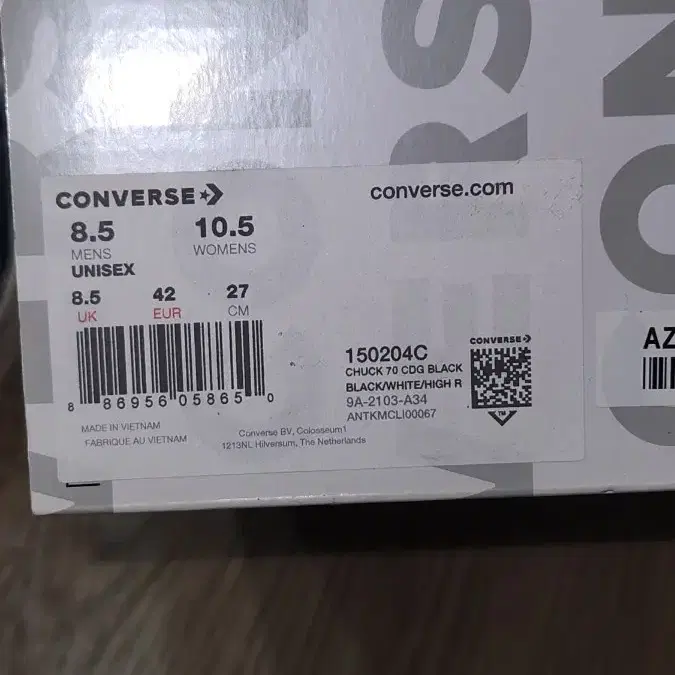 CONVERSE
converse.com
8.5 10.5
MENS WOMENS
UNISEX
8.5 42 27
UK EUR CM
8 86956 05865 0
150204C
CHUCK 70 CDG BLACK
BLACK/WHITE/HIGH R
9A-2103-A34
ANTKMCLI00067
CONVERSE
TM
MADE IN VIETNAM
FABRIQUE AU VIETNAM
Converse BV, Colosseum1
1213NL Hilversum, The Netherlands
AZ